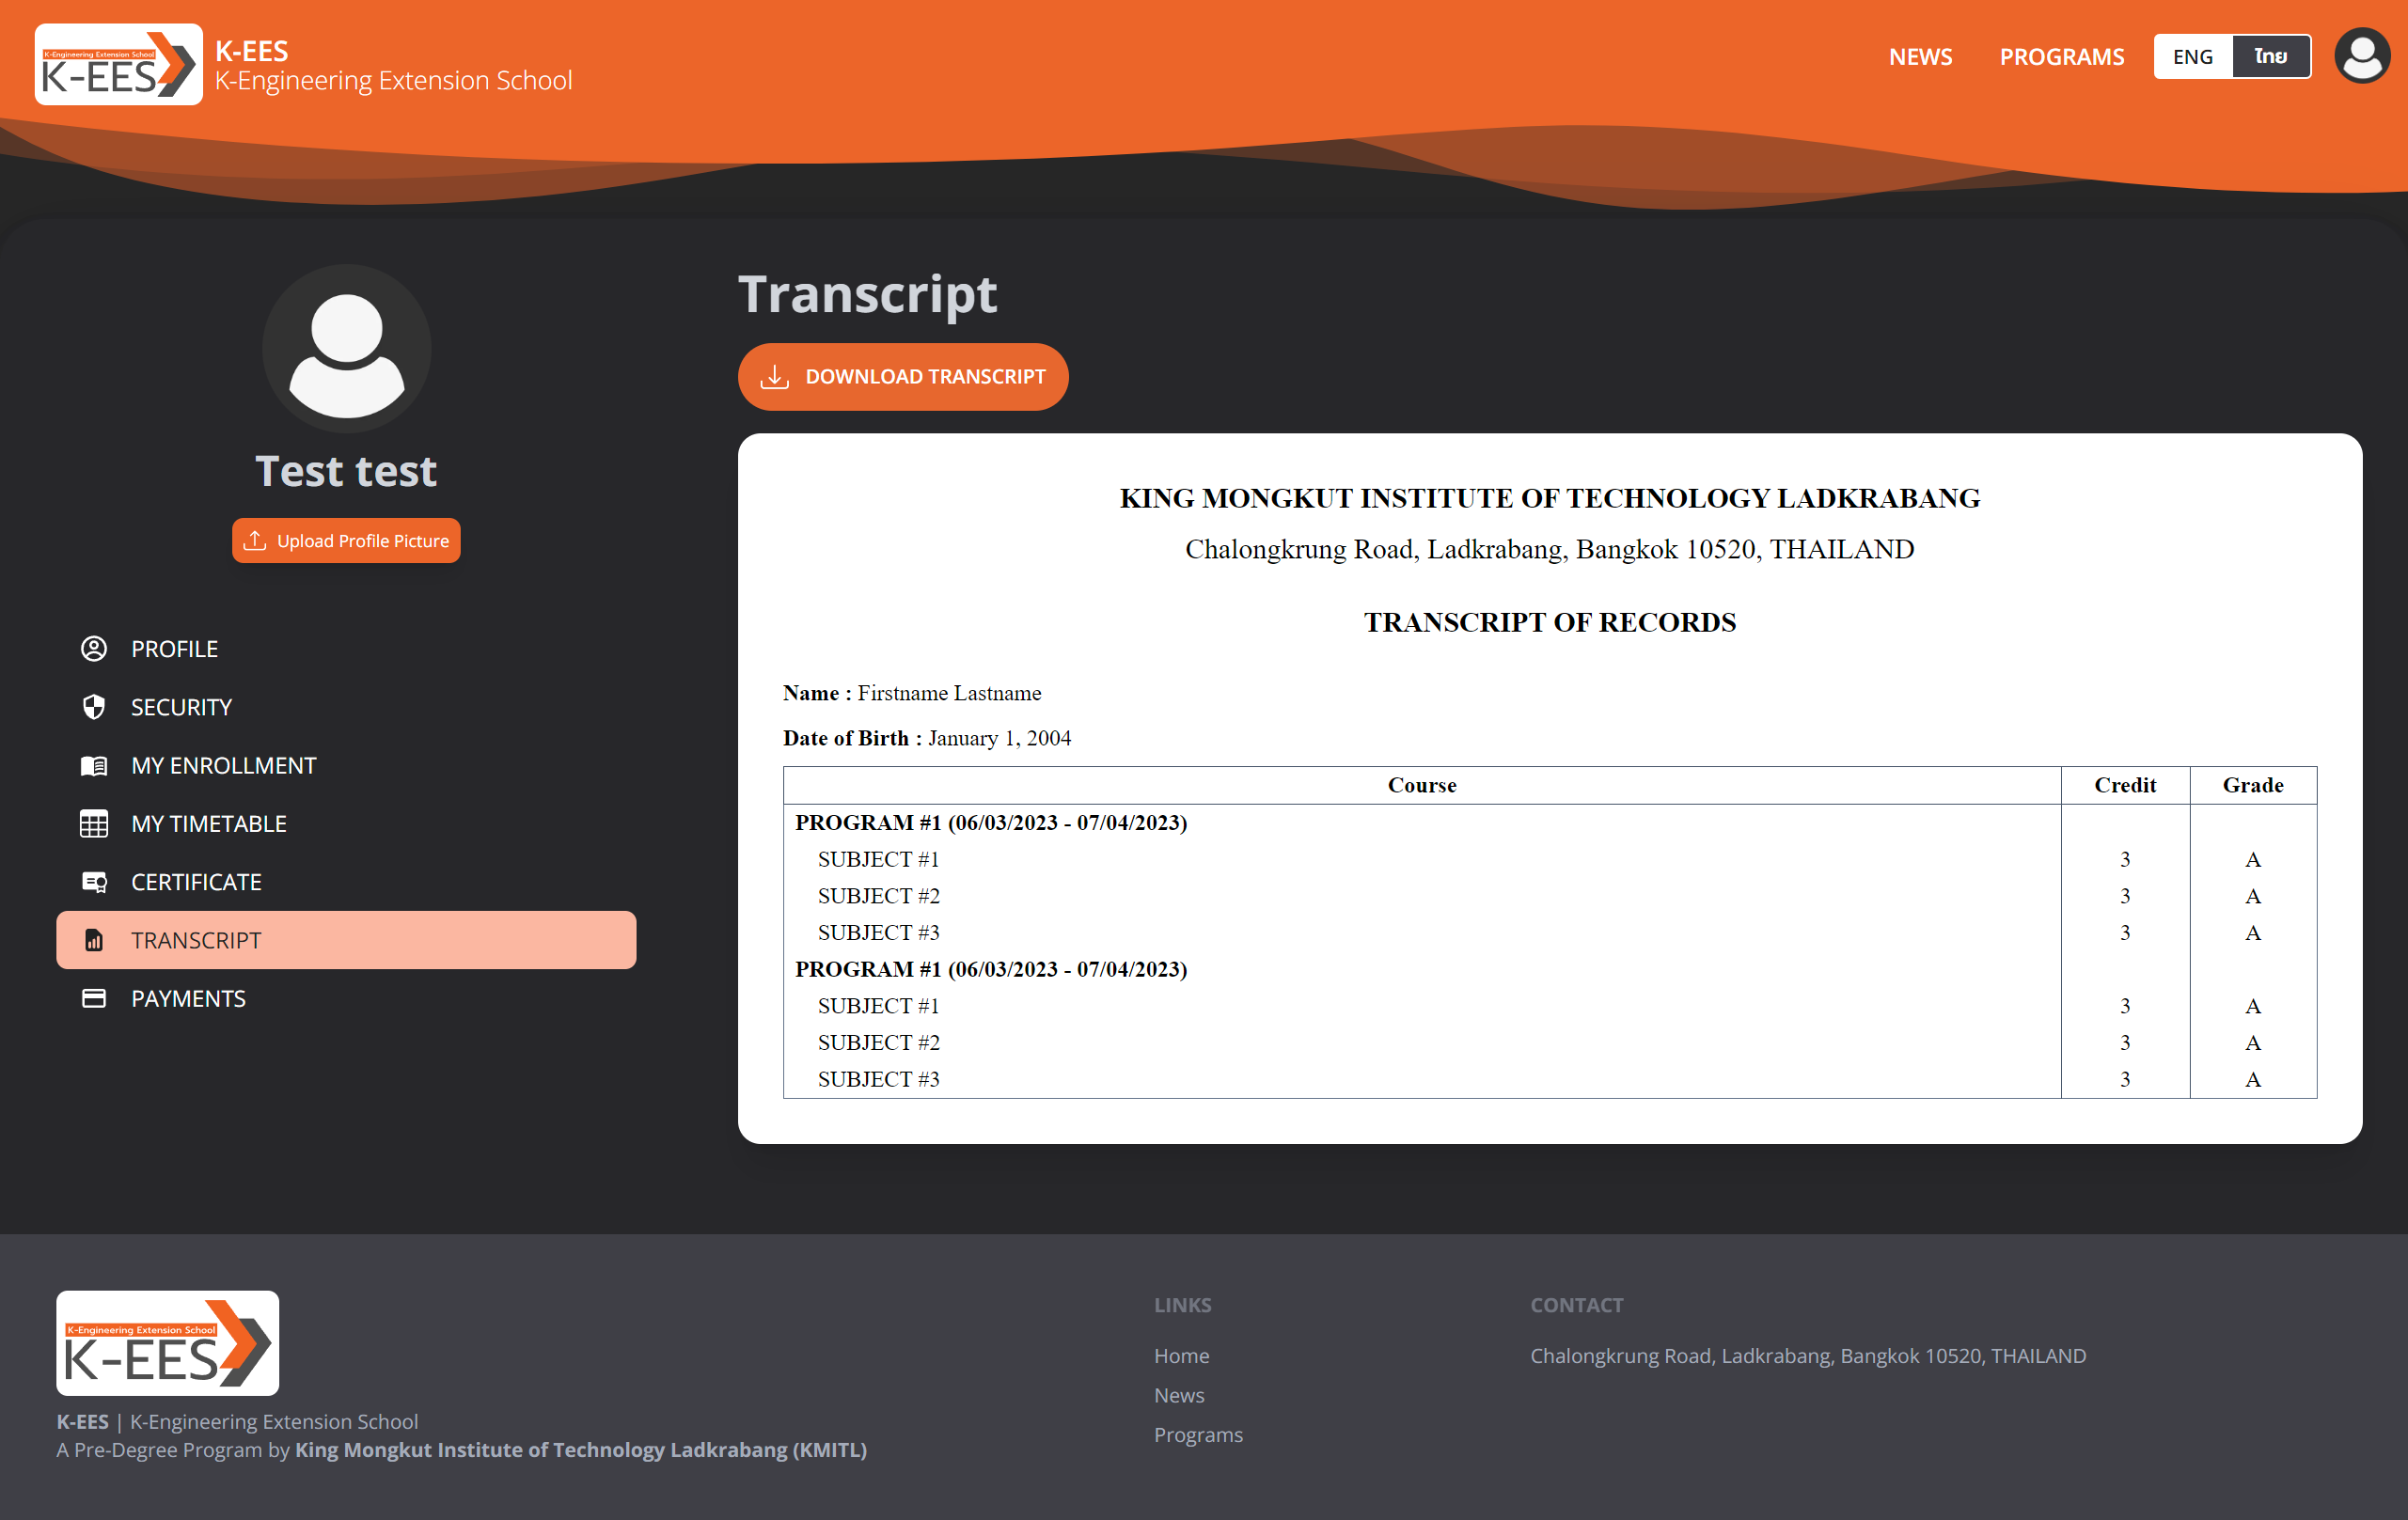 K-Engineering Extension School
K-EES
K-EES
K-Engineering Extension School
NEWS
PROGRAMS
ENG
ไทย
Test test
Upload Profile Picture
PROFILE
SECURITY
MY ENROLLMENT
MY TIMETABLE
CERTIFICATE
TRANSCRIPT
PAYMENTS
Transcript
DOWNLOAD TRANSCRIPT
KING MONGKUT INSTITUTE OF TECHNOLOGY LADKRABANG
Chalongkrung Road, Ladkrabang, Bangkok 10520, THAILAND
TRANSCRIPT OF RECORDS
Name : Firstname Lastname
Date of Birth : January 1, 2004
Course Credit Grade
PROGRAM #1 (06/03/2023 - 07/04/2023)
SUBJECT #1 3 A
SUBJECT #2 3 A
SUBJECT #3 3 A
PROGRAM #1 (06/03/2023 - 07/04/2023)
SUBJECT #1 3 A
SUBJECT #2 3 A
SUBJECT #3 3 A
K-Engineering Extension School
K-EES
K-EES | K-Engineering Extension School
A Pre-Degree Program by King Mongkut Institute of Technology Ladkrabang (KMITL)
LINKS
Home
News
Programs
CONTACT
Chalongkrung Road, Ladkrabang, Bangkok 10520, THAILAND